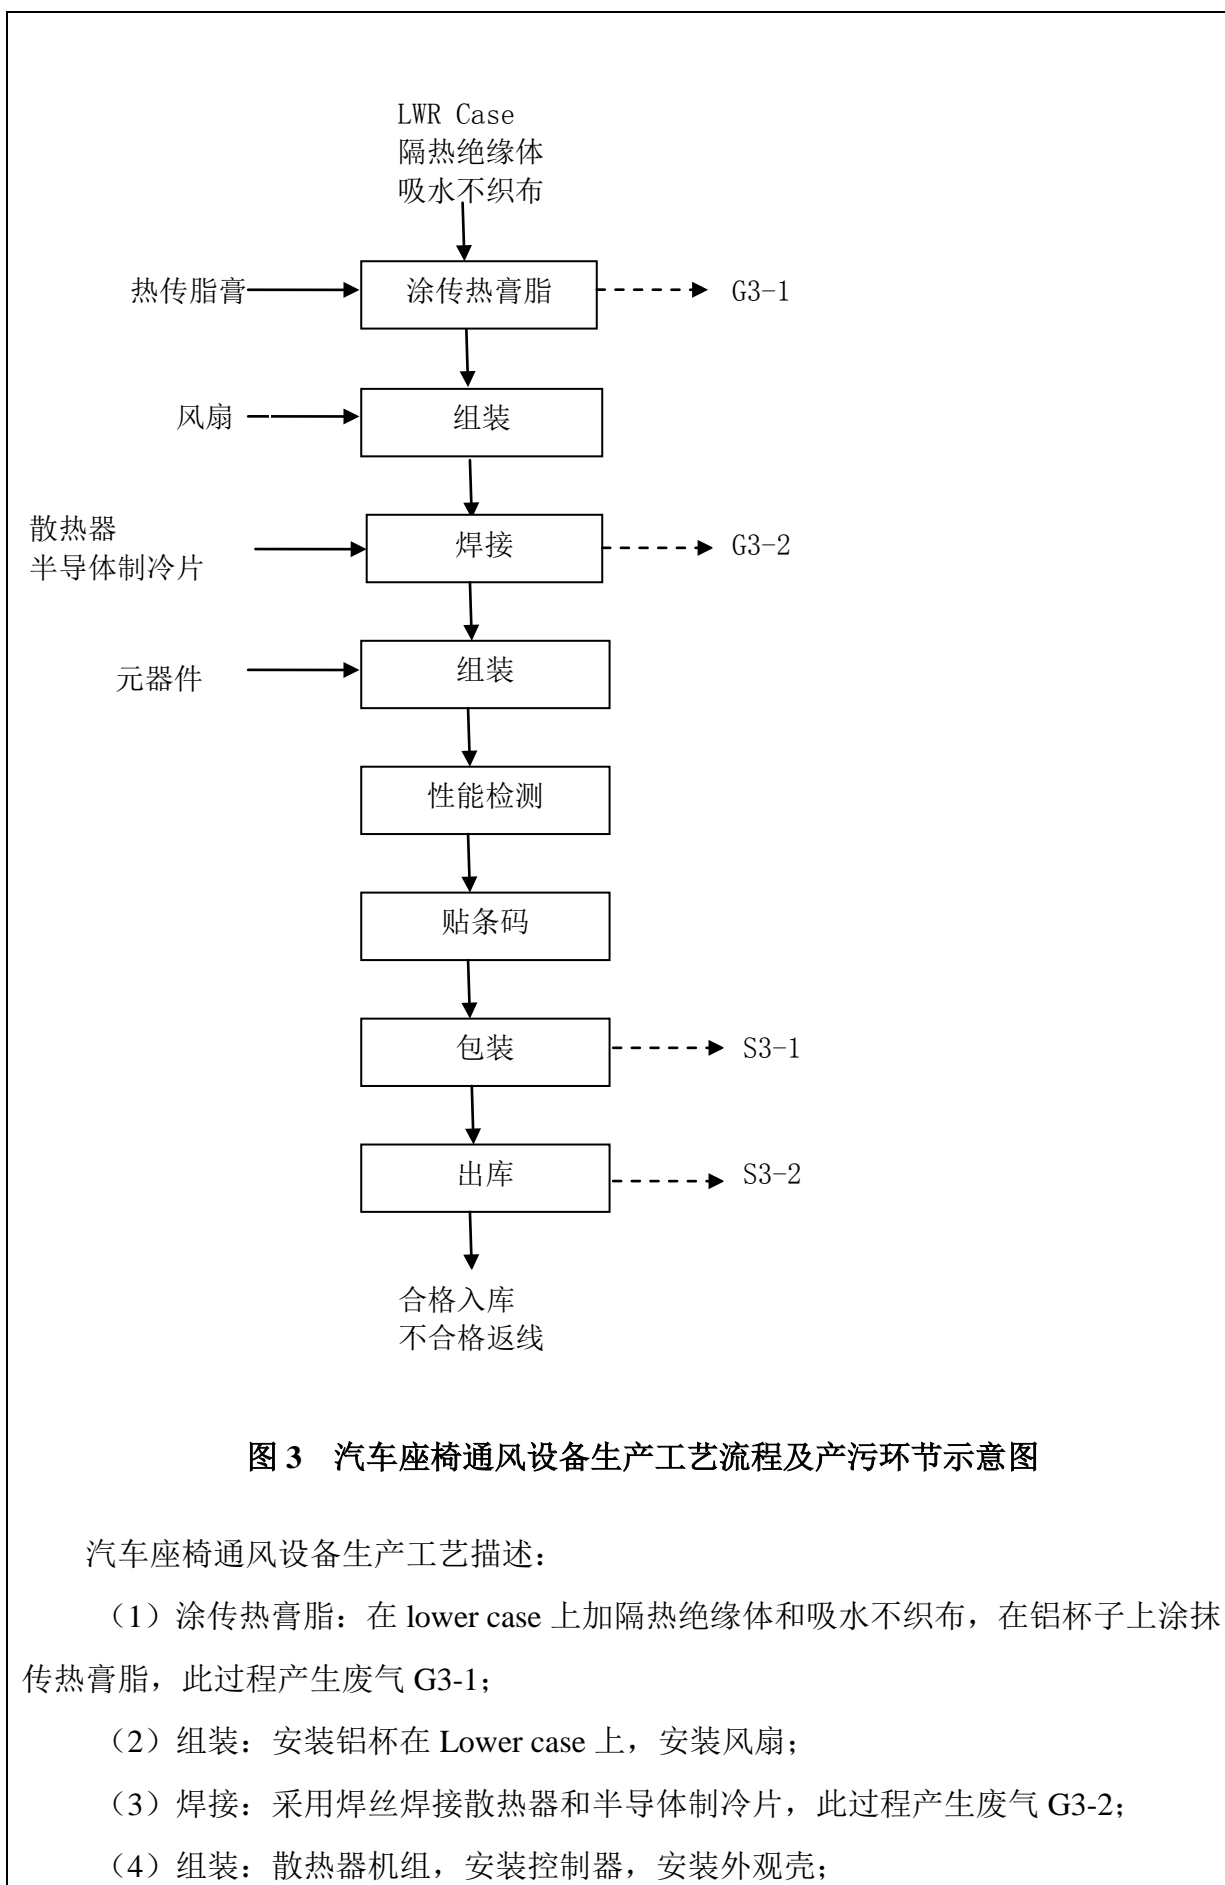 LWR Case
隔热绝缘体
吸水不织布
热传脂膏
涂传热膏脂
G3-1
风扇
组装
散热器
半导体制冷片
焊接
G3-2
元器件
组装
性能检测
贴条码
包装
S3-1
出库
S3-2
合格入库
不合格返线
图 3 汽车座椅通风设备生产工艺流程及产污环节示意图
汽车座椅通风设备生产工艺描述：
（1）涂传热膏脂：在 lower case 上加隔热绝缘体和吸水不织布，在铝杯子上涂抹
传热膏脂，此过程产生废气 G3-1；
（2）组装：安装铝杯在 Lower case 上，安装风扇；
（3）焊接：采用焊丝焊接散热器和半导体制冷片，此过程产生废气 G3-2；
（4）组装：散热器机组，安装控制器，安装外观壳；